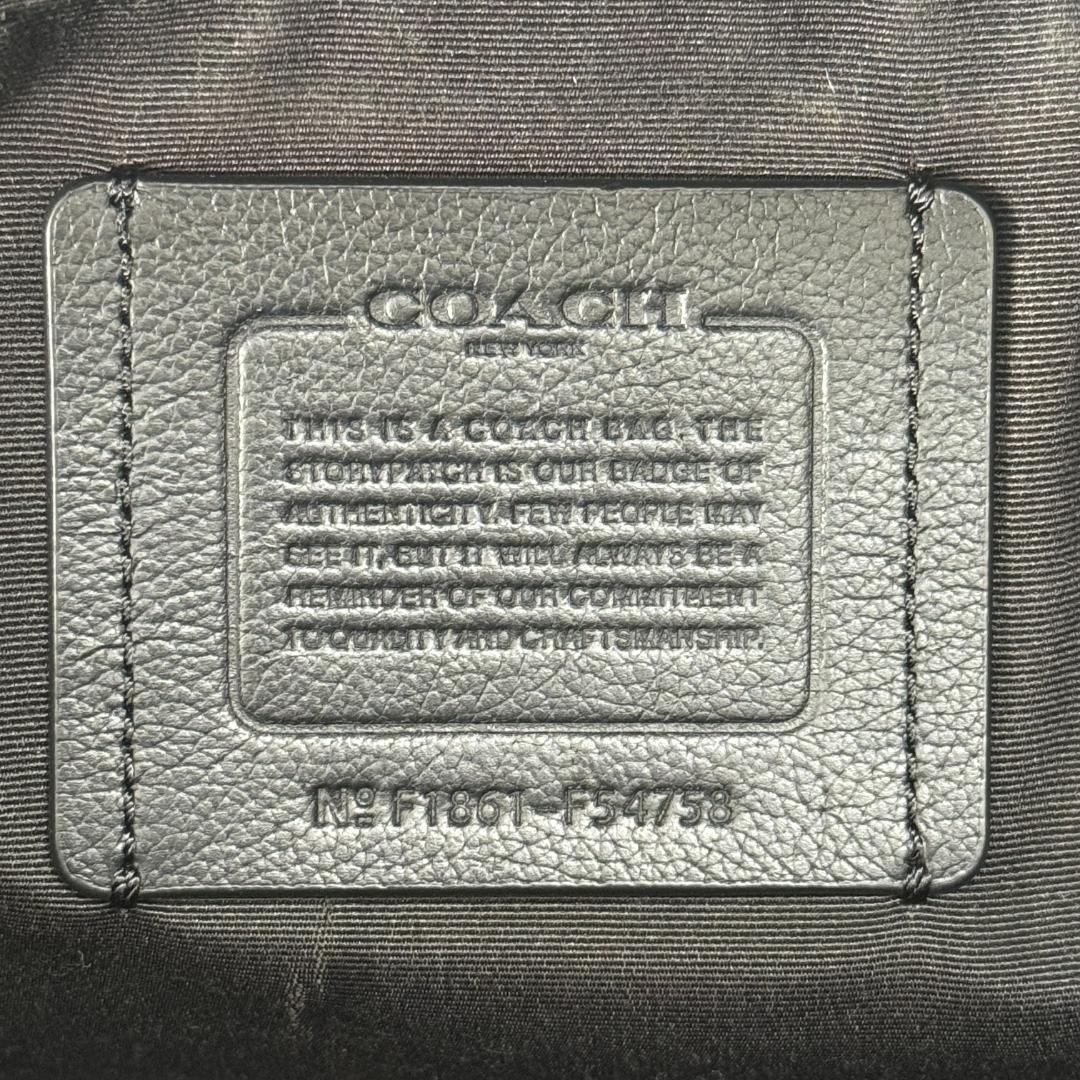 COACH
NEW YORK
THIS IS A COACH BAG. THE
STORYPATCH IS OUR BADGE OF
AUTHENTICITY. FEW PEOPLE MAY
SEE IT, BUT IT WILL ALWAYS BE A
REMINDER OF OUR COMMITMENT
TO QUALITY AND CRAFTSMANSHIP.
Nº F1861-F54758